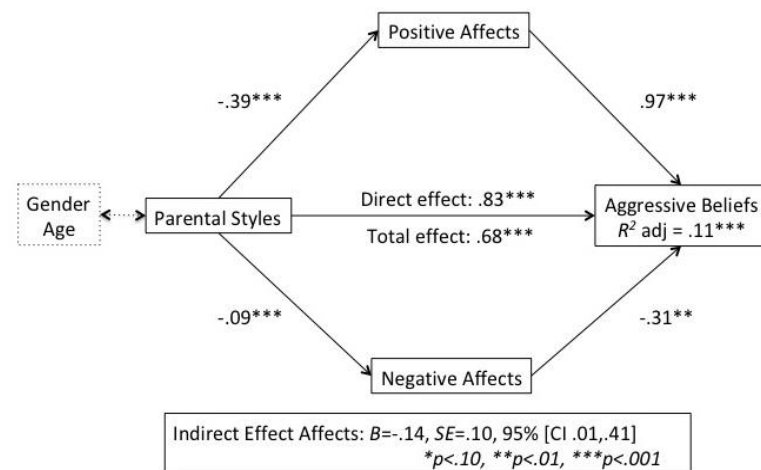 Positive Affects
-.39***
.97***
Gender
Age
Parental Styles
Direct effect: .83***
Total effect: .68***
Aggressive Beliefs
R² adj = .11***
-.09***
-.31**
Negative Affects
Indirect Effect Affects: B=-.14, SE=.10, 95% [CI .01,.41]
*p<.10, **p<.01, ***p<.001